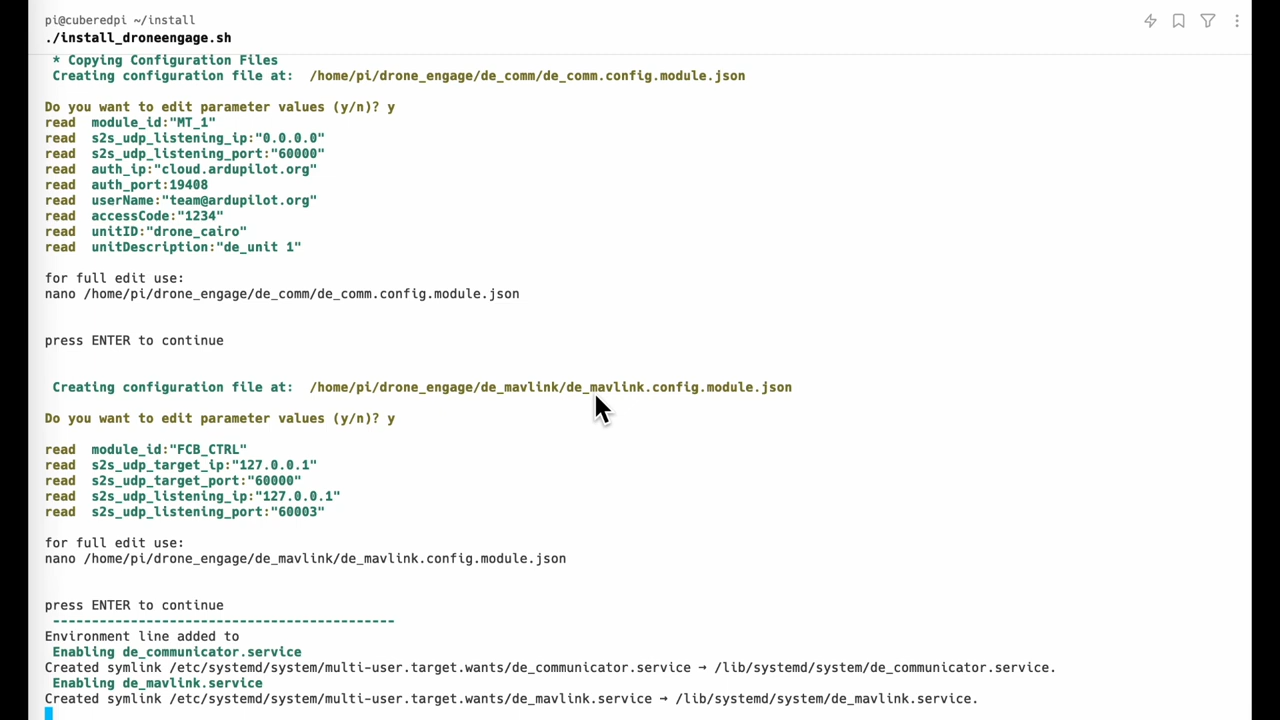 pi@cuberedpi ~/install
./install_droneengage.sh
* Copying Configuration Files
Creating configuration file at:  /home/pi/drone_engage/de_comm/de_comm.config.module.json
Do you want to edit parameter values (y/n)? y
read  module_id:"MT_1"
read  s2s_udp_listening_ip:"0.0.0.0"
read  s2s_udp_listening_port:"60000"
read  auth_ip:"cloud.ardupilot.org"
read  auth_port:19408
read  userName:"team@ardupilot.org"
read  accessCode:"1234"
read  unitID:"drone_cairo"
read  unitDescription:"de_unit 1"
for full edit use:
nano /home/pi/drone_engage/de_comm/de_comm.config.module.json
press ENTER to continue
Creating configuration file at:  /home/pi/drone_engage/de_mavlink/de_mavlink.config.module.json
Do you want to edit parameter values (y/n)? y
read  module_id:"FCB_CTRL"
read  s2s_udp_target_ip:"127.0.0.1"
read  s2s_udp_target_port:"60000"
read  s2s_udp_listening_ip:"127.0.0.1"
read  s2s_udp_listening_port:"60003"
for full edit use:
nano /home/pi/drone_engage/de_mavlink/de_mavlink.config.module.json
press ENTER to continue
--------------------------------------------
Environment line added to
Enabling de_communicator.service
Created symlink /etc/systemd/system/multi-user.target.wants/de_communicator.service → /lib/systemd/system/de_communicator.service.
Enabling de_mavlink.service
Created symlink /etc/systemd/system/multi-user.target.wants/de_mavlink.service → /lib/systemd/system/de_mavlink.service.